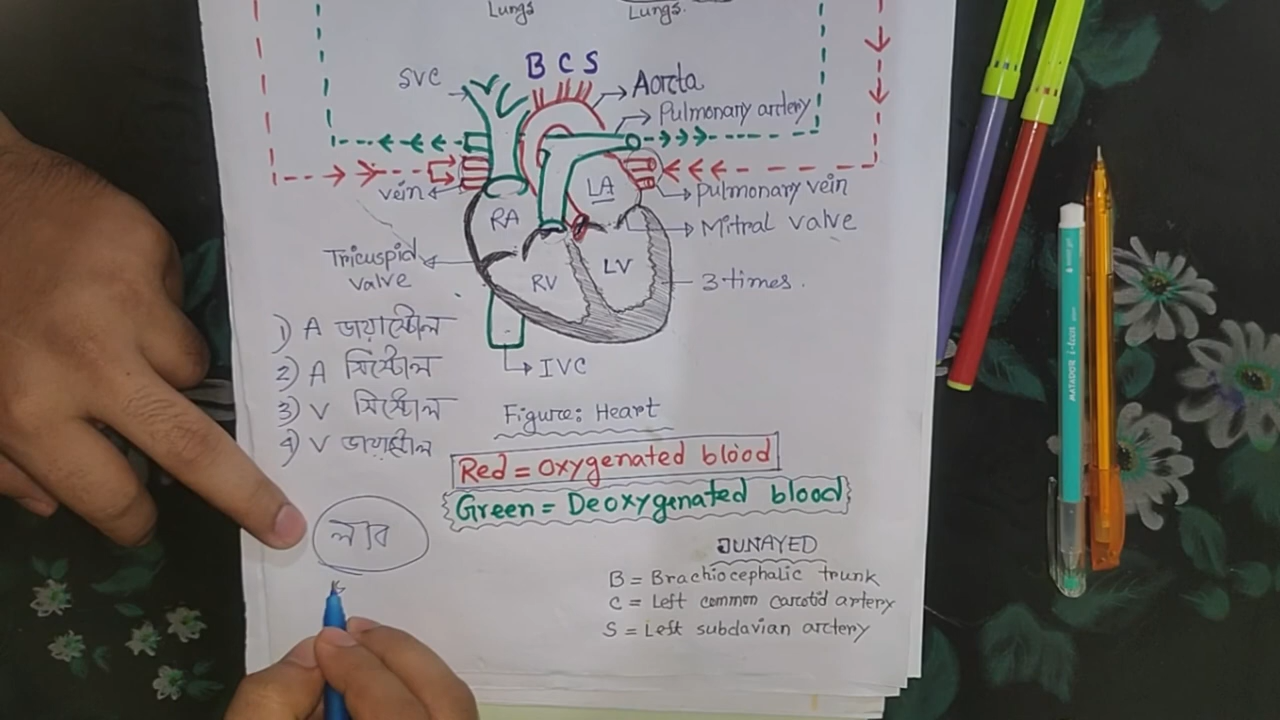 Lungs Lungs.
B C S
SVC
Aorta
Pulmonary artery
vein
LA
Pulmonary vein
RA
Mitral valve
Tricuspid
valve
RV
LV
3 times.
1) A ডায়াস্টোল
2) A সিস্টোল
3) V সিস্টোল
4) V ডায়াস্টোল
IVC
Figure: Heart
Red = Oxygenated blood
Green = Deoxygenated blood
লাব
JUNAYED
B = Brachiocephalic trunk
C = Left common carotid artery
S = Left subclavian artery
MATADOR i-teen